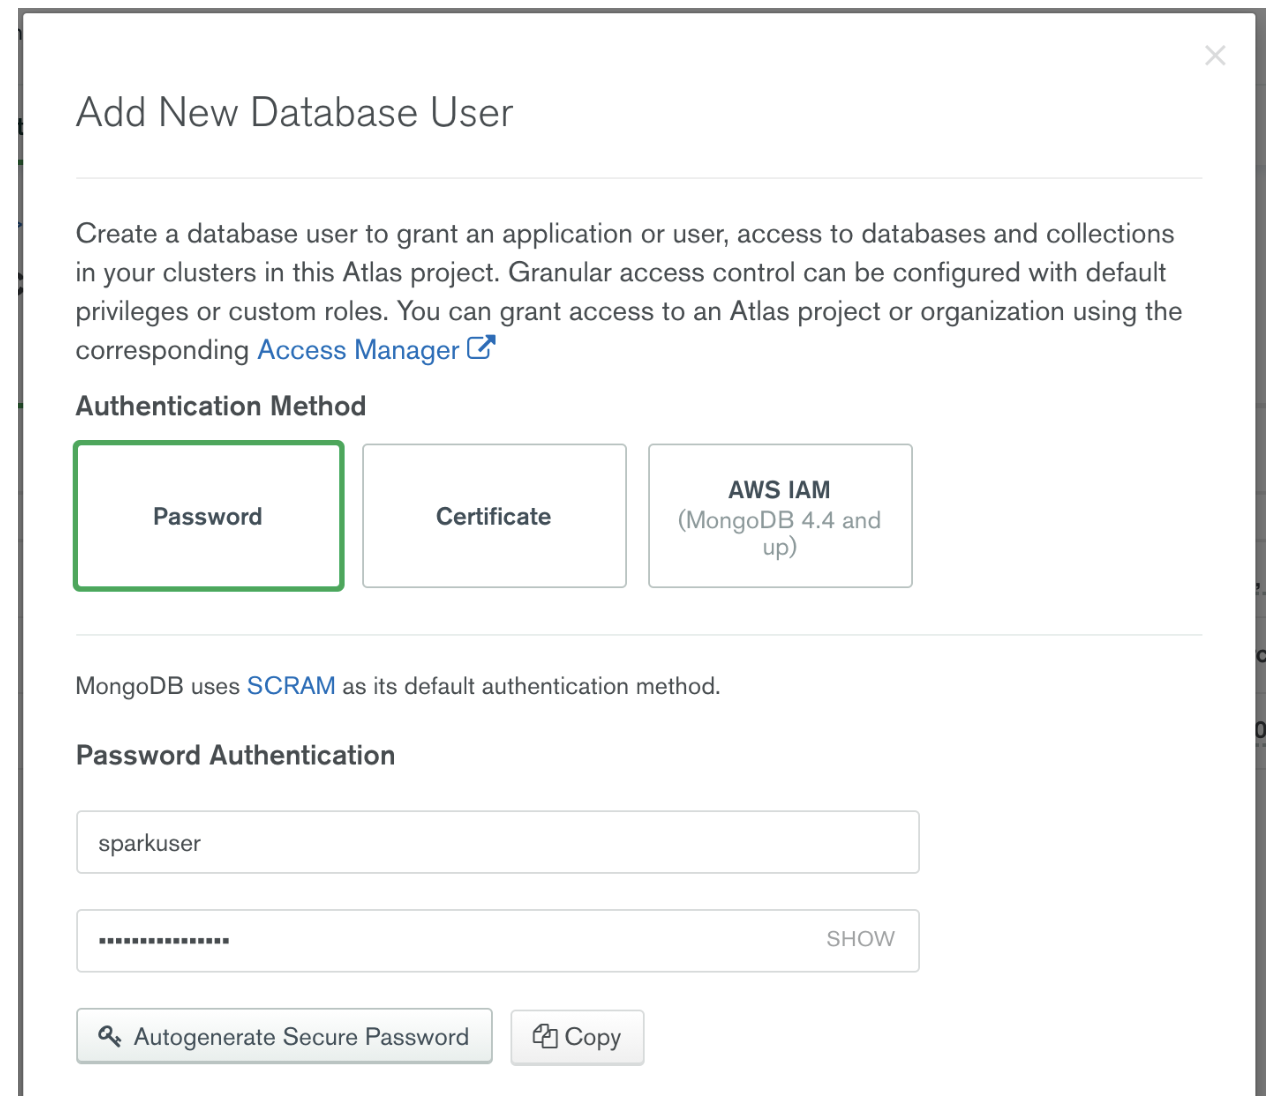 Add New Database User
Create a database user to grant an application or user, access to databases and collections
in your clusters in this Atlas project. Granular access control can be configured with default
privileges or custom roles. You can grant access to an Atlas project or organization using the
corresponding Access Manager
Authentication Method
Password
Certificate
AWS IAM
(MongoDB 4.4 and
up)
MongoDB uses SCRAM as its default authentication method.
Password Authentication
sparkuser
SHOW
Autogenerate Secure Password
Copy